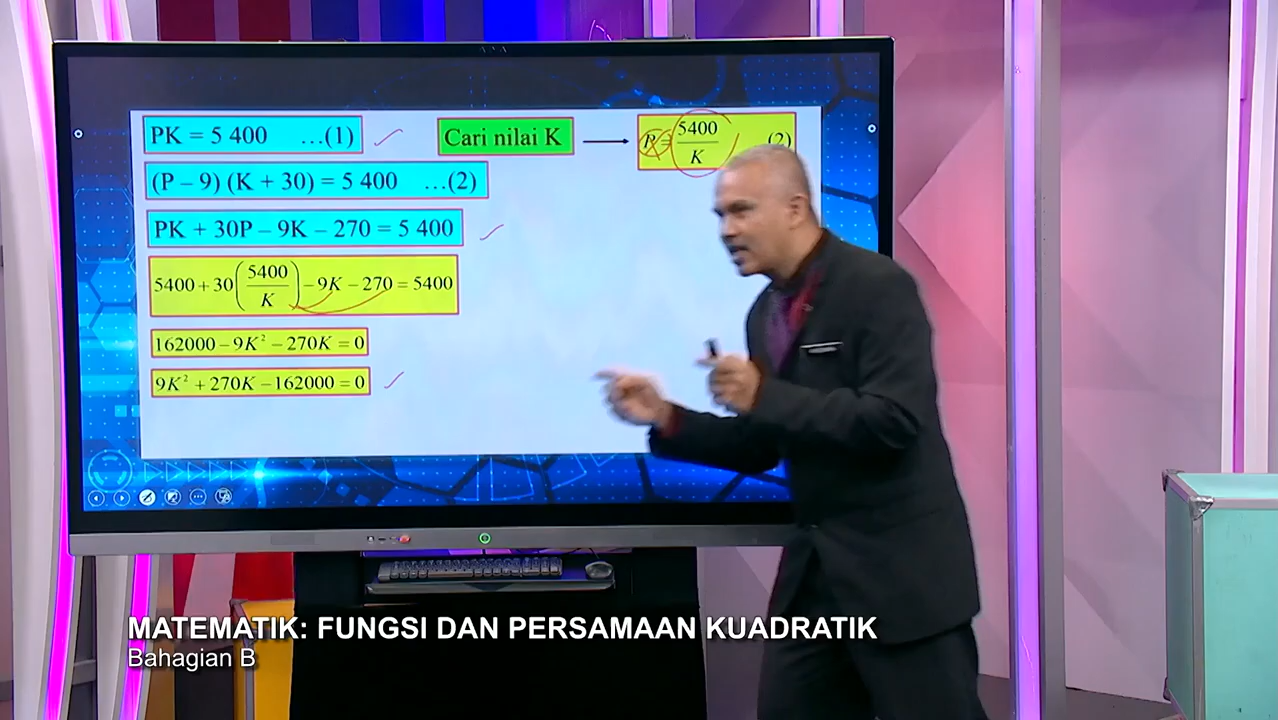 PK = 5 400 …(1)
Cari nilai K
P = 5400/K …(2)
(P – 9) (K + 30) = 5 400 …(2)
PK + 30P – 9K – 270 = 5 400
5400 + 30(5400/K) – 9K – 270 = 5400
162000 – 9K² – 270K = 0
9K² + 270K – 162000 = 0
MATEMATIK: FUNGSI DAN PERSAMAAN KUADRATIK
Bahagian B